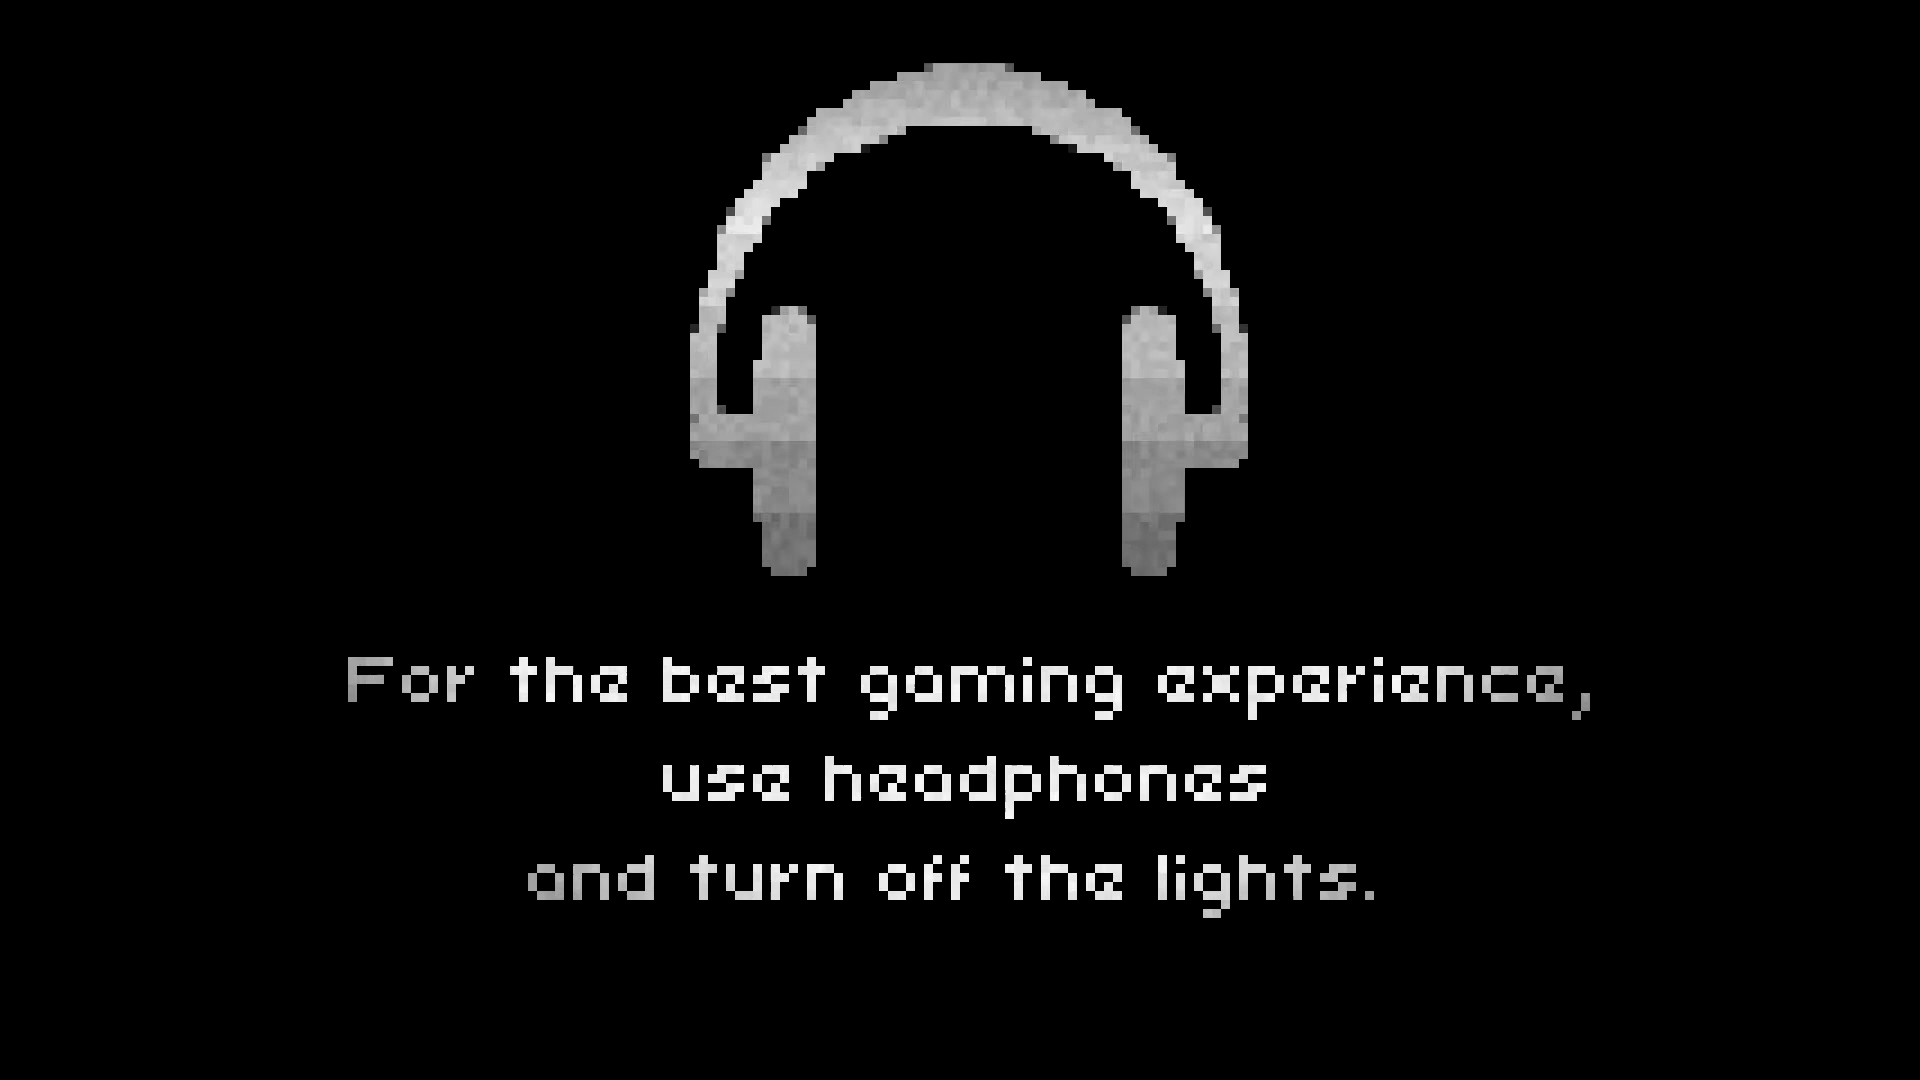 For the best gaming experience,
use headphones
and turn off the lights.